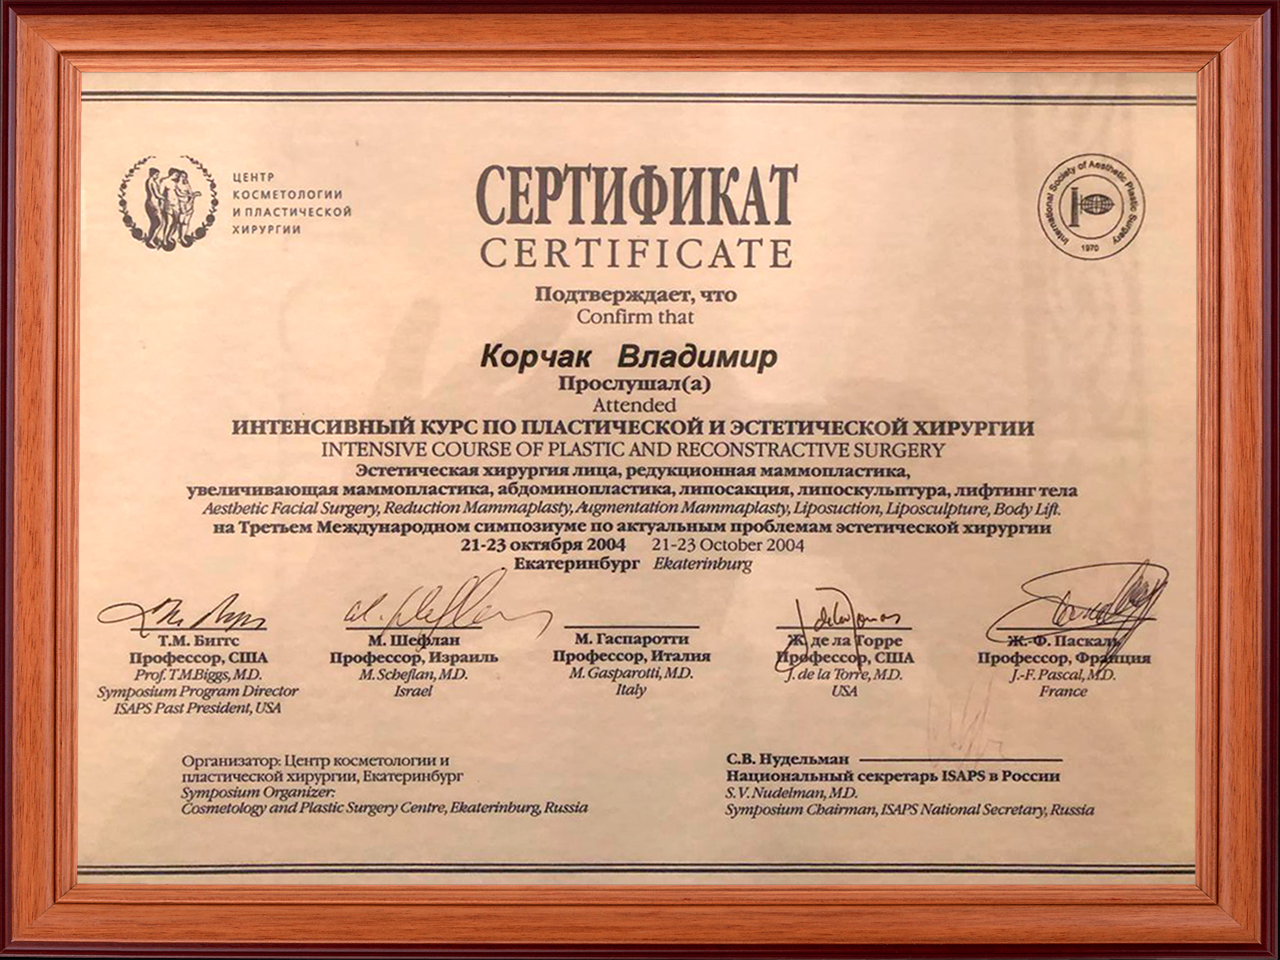 ЦЕНТР
КОСМЕТОЛОГИИ
И ПЛАСТИЧЕСКОЙ
ХИРУРГИИ
СЕРТИФИКАТ
CERTIFICATE
International Society of Aesthetic Plastic Surgery
1970
Подтверждает, что
Confirm that
Корчак Владимир
Прослушал(а)
Attended
ИНТЕНСИВНЫЙ КУРС ПО ПЛАСТИЧЕСКОЙ И ЭСТЕТИЧЕСКОЙ ХИРУРГИИ
INTENSIVE COURSE OF PLASTIC AND RECONSTRACTIVE SURGERY
Эстетическая хирургия лица, редукционная маммопластика,
увеличивающая маммопластика, абдоминопластика, липосакция, липоскульптура, лифтинг тела
Aesthetic Facial Surgery, Reduction Mammaplasty, Augmentation Mammaplasty, Liposuction, Liposculpture, Body Lift.
на Третьем Международном симпозиуме по актуальным проблемам эстетической хирургии
21-23 октября 2004 21-23 October 2004
Екатеринбург Ekaterinburg
Т.М. Биггс
Профессор, США
Prof. T.M.Biggs, M.D.
Symposium Program Director
ISAPS Past President, USA
М. Шефлан
Профессор, Израиль
M. Scheflan, M.D.
Israel
М. Гаспаротти
Профессор, Италия
M. Gasparotti, M.D.
Italy
Ж. де ла Торре
Профессор, США
J. de la Torre, M.D.
USA
Ж.-Ф. Паскаль
Профессор, Франция
J.-F. Pascal, M.D.
France
Организатор: Центр косметологии и
пластической хирургии, Екатеринбург
Symposium Organizer:
Cosmetology and Plastic Surgery Centre, Ekaterinburg, Russia
С.В. Нудельман
Национальный секретарь ISAPS в России
S.V. Nudelman, M.D.
Symposium Chairman, ISAPS National Secretary, Russia